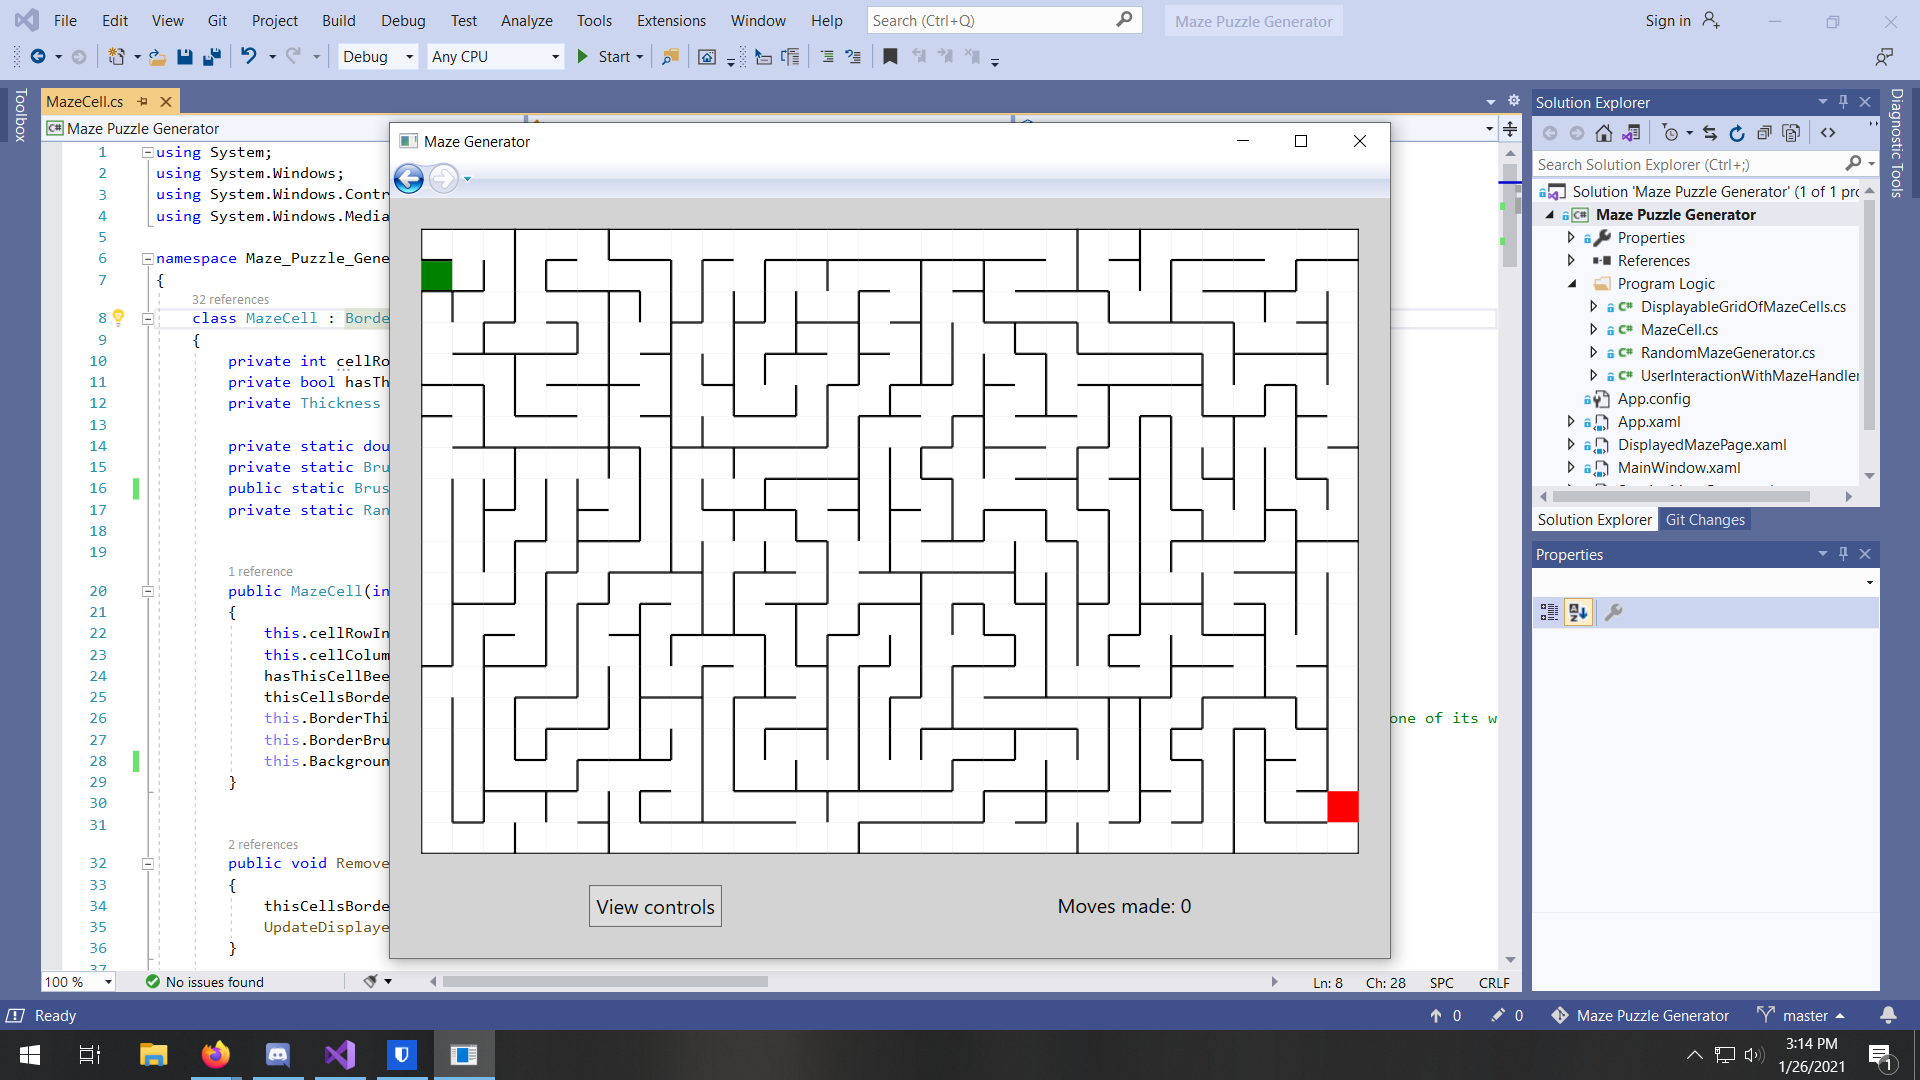 File Edit View Git Project Build Debug Test Analyze Tools Extensions Window Help Search (Ctrl+Q) Maze Puzzle Generator Sign in
Debug Any CPU Start
Toolbox
MazeCell.cs
Maze Puzzle Generator
1 using System;
2 using System.Windows;
3 using System.Windows.Contr
4 using System.Windows.Media
5
6 namespace Maze_Puzzle_Gene
7 {
32 references
8 class MazeCell : Borde
9 {
10 private int cellRo
11 private bool hasTh
12 private Thickness
13
14 private static dou
15 private static Bru
16 public static Brus
17 private static Ran
18
19
1 reference
20 public MazeCell(in
21 {
22 this.cellRowIn
23 this.cellColum
24 hasThisCellBee
25 thisCellsBorde
26 this.BorderThi
one of its w
27 this.BorderBru
28 this.Backgroun
29 }
30
31
2 references
32 public void Remove
33 {
34 thisCellsBorde
35 UpdateDisplaye
36 }
37
100 % No issues found Ln: 8 Ch: 28 SPC CRLF
Maze Generator
View controls Moves made: 0
Solution Explorer
Search Solution Explorer (Ctrl+;)
Solution 'Maze Puzzle Generator' (1 of 1 pro
C# Maze Puzzle Generator
Properties
References
Program Logic
C# DisplayableGridOfMazeCells.cs
C# MazeCell.cs
C# RandomMazeGenerator.cs
C# UserInteractionWithMazeHandler
App.config
App.xaml
DisplayedMazePage.xaml
MainWindow.xaml
Solution Explorer Git Changes
Properties
Diagnostic Tools
Ready 0 0 Maze Puzzle Generator master
3:14 PM
1/26/2021
1